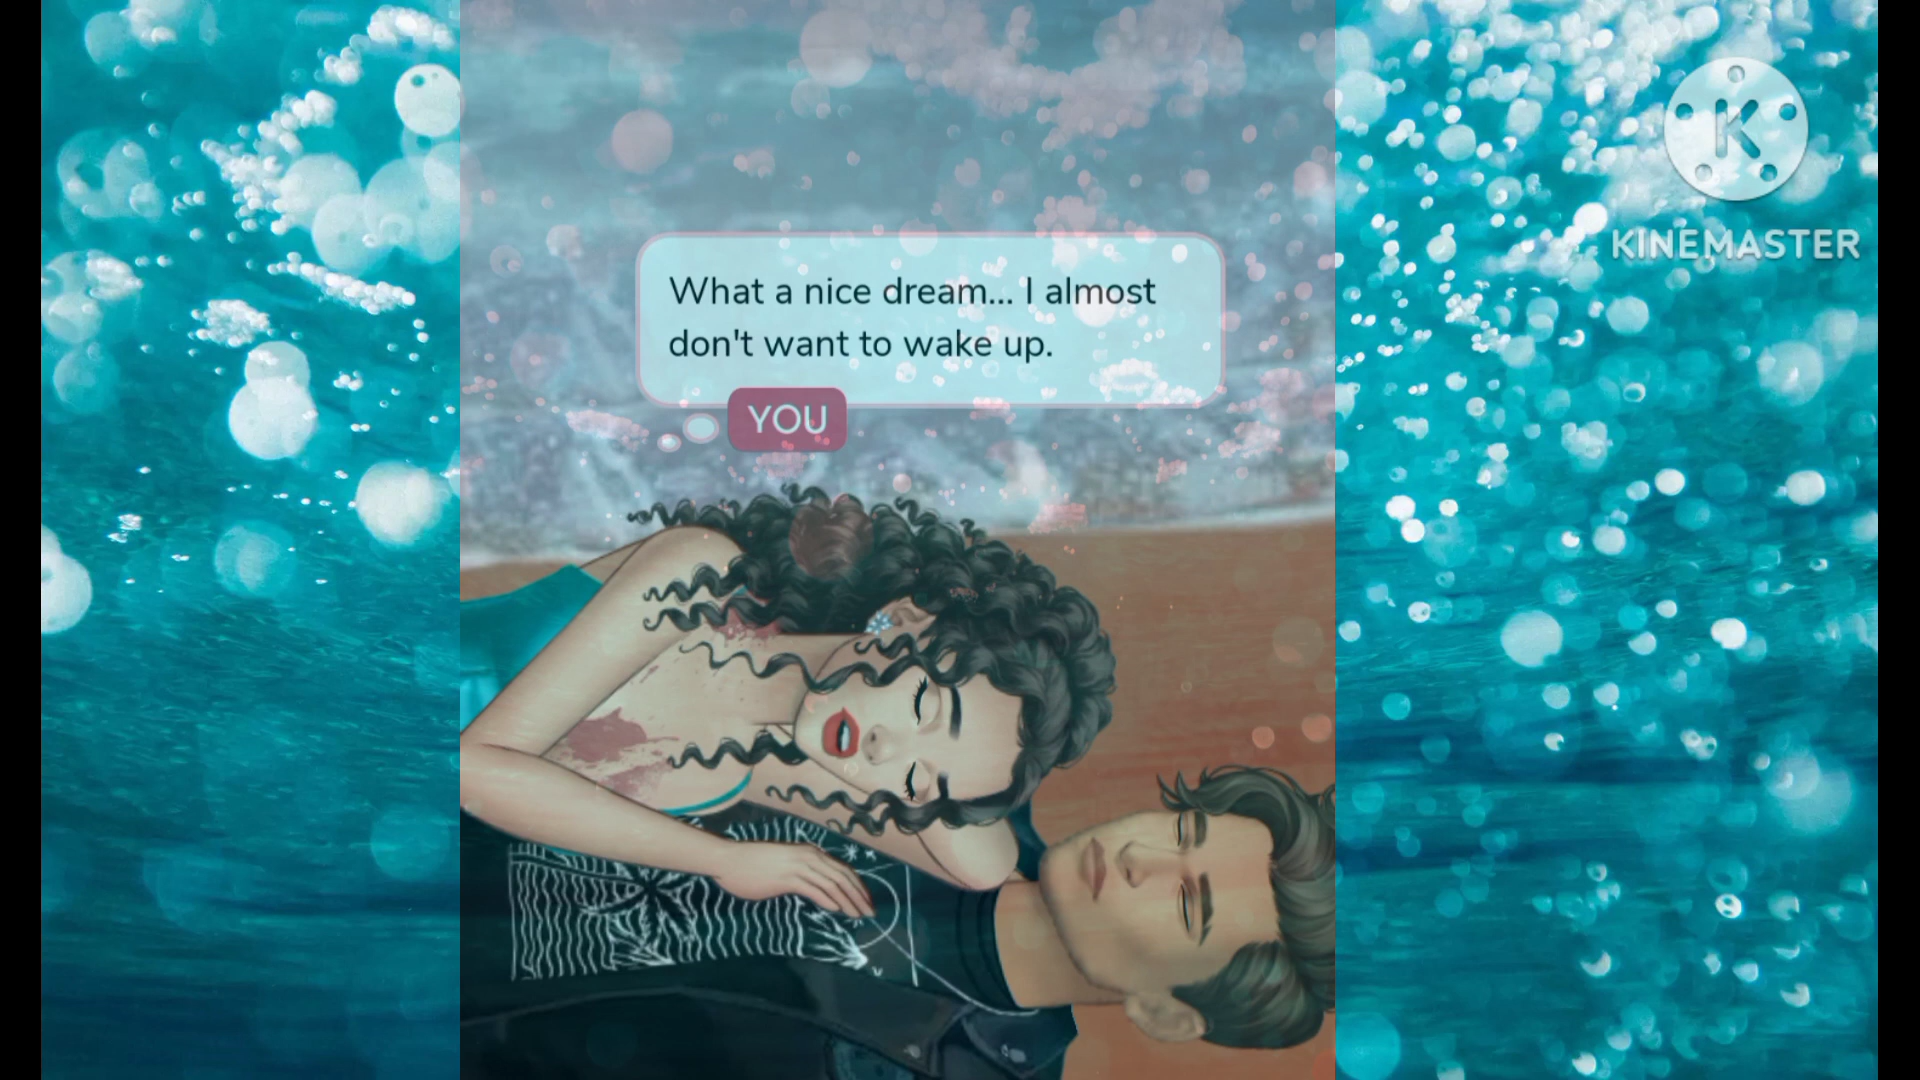 What a nice dream... I almost
don't want to wake up.
YOU
K
KINEMASTER